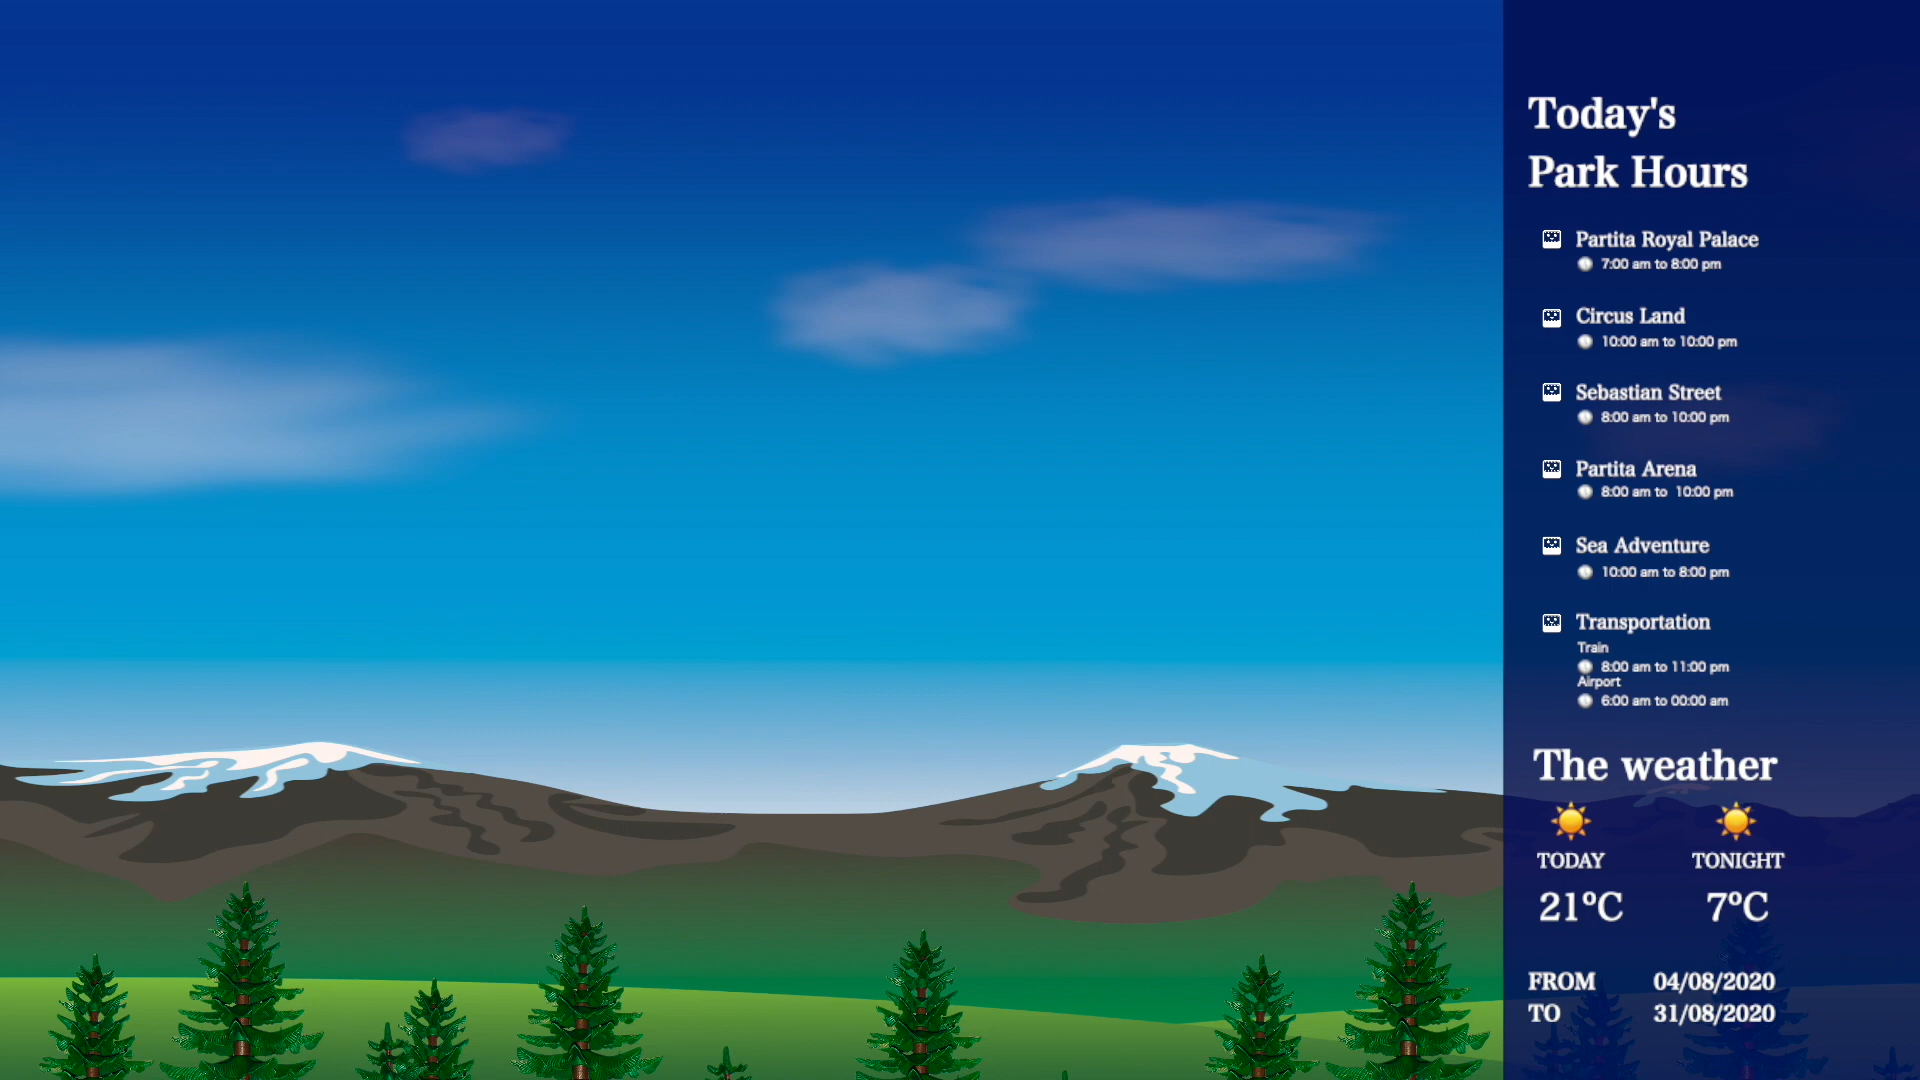 Today's
Park Hours
Partita Royal Palace
7:00 am to 8:00 pm
Circus Land
10:00 am to 10:00 pm
Sebastian Street
8:00 am to 10:00 pm
Partita Arena
8:00 am to 10:00 pm
Sea Adventure
10:00 am to 8:00 pm
Transportation
Train
8:00 am to 11:00 pm
Airport
6:00 am to 00:00 am
The weather
TODAY TONIGHT
21°C 7°C
FROM 04/08/2020
TO 31/08/2020